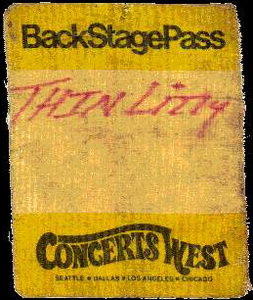 BackStagePass
THIN Lizzy
CONCERTS WEST
SEATTLE ★ DALLAS ★ LOS ANGELES ★ CHICAGO